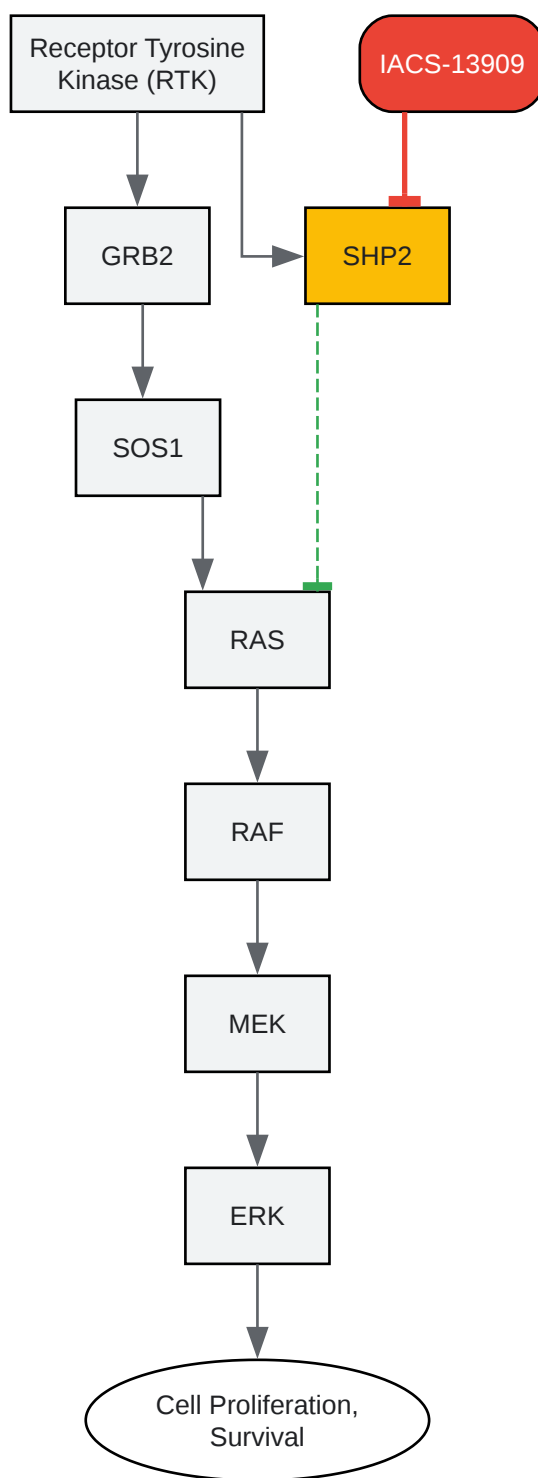 Receptor Tyrosine
Kinase (RTK)
IACS-13909
GRB2
SHP2
SOS1
RAS
RAF
MEK
ERK
Cell Proliferation,
Survival